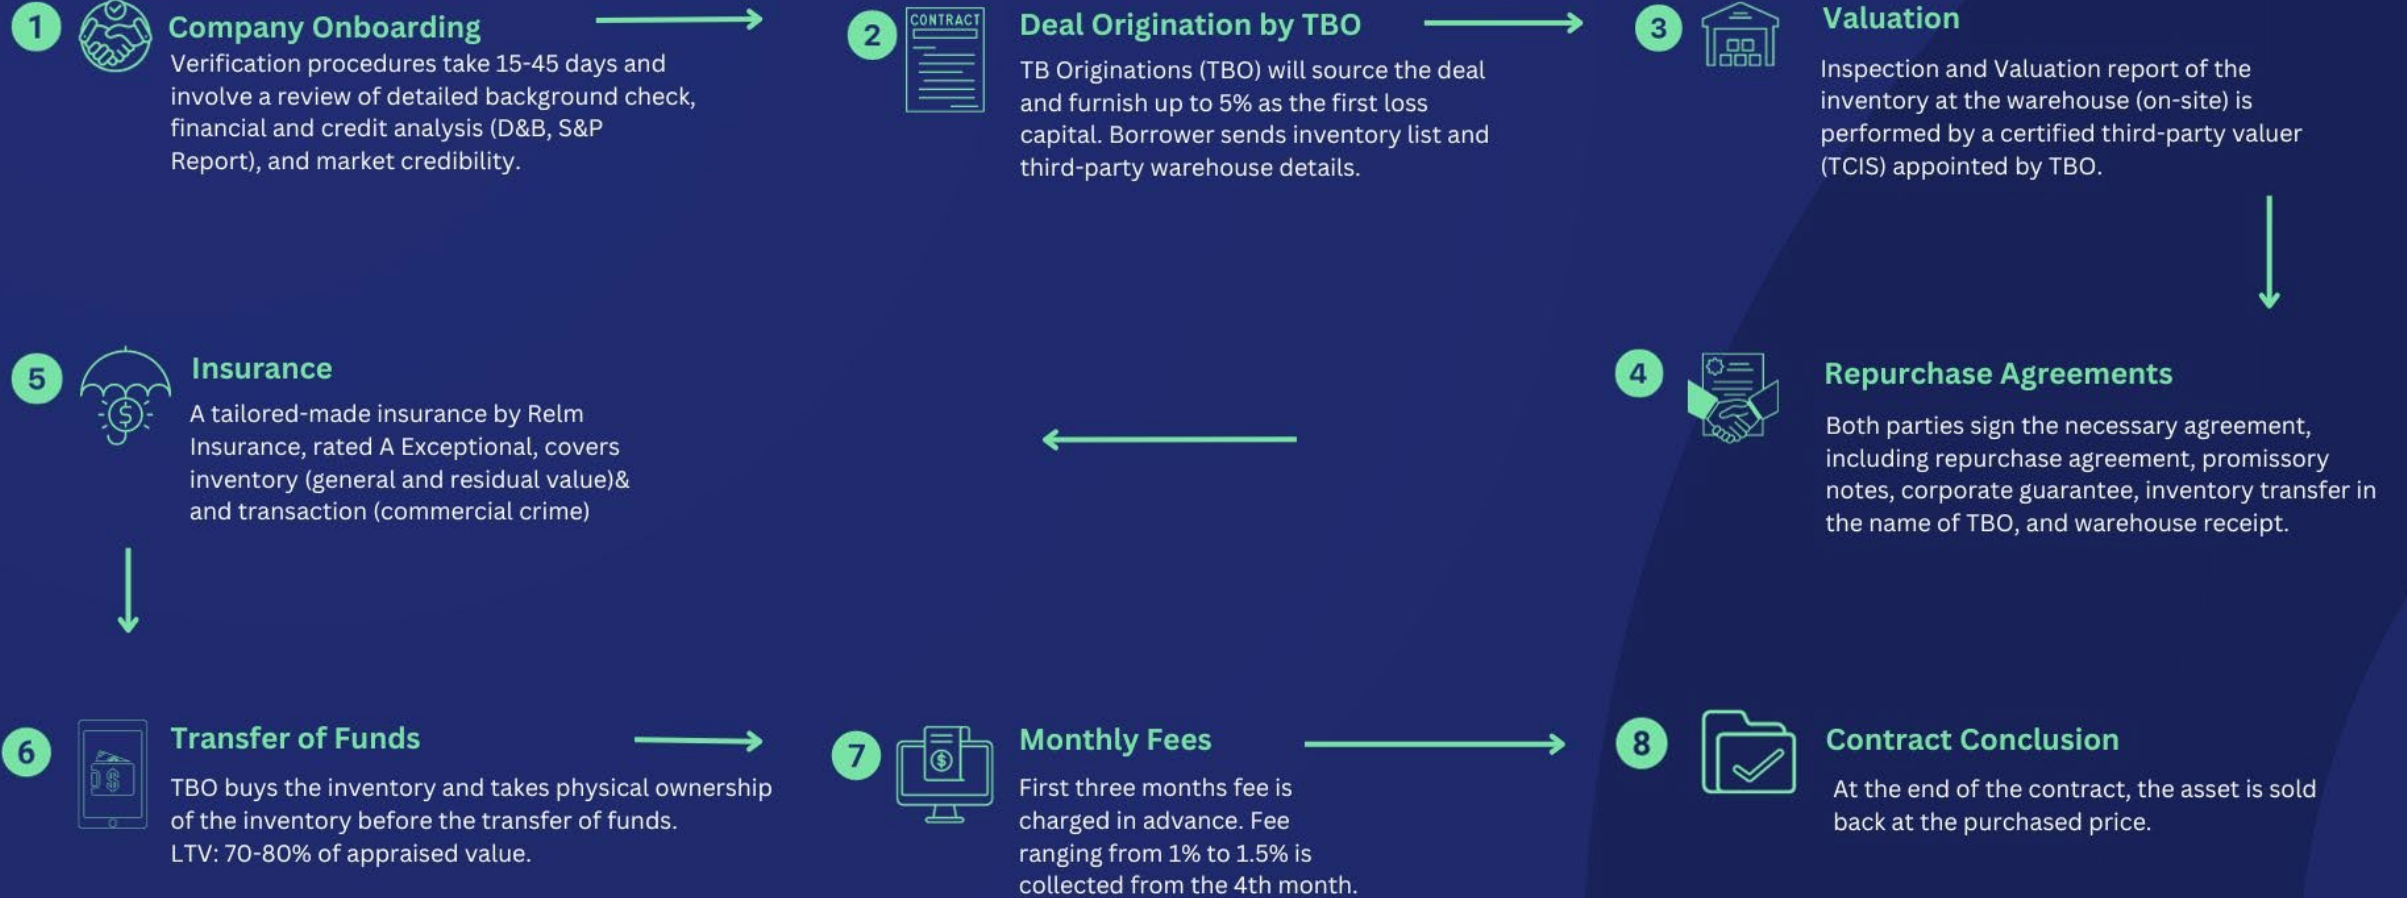 1
Company Onboarding
Verification procedures take 15-45 days and
involve a review of detailed background check,
financial and credit analysis (D&B, S&P
Report), and market credibility.
2
CONTRACT
Deal Origination by TBO
TB Originations (TBO) will source the deal
and furnish up to 5% as the first loss
capital. Borrower sends inventory list and
third-party warehouse details.
3
Valuation
Inspection and Valuation report of the
inventory at the warehouse (on-site) is
performed by a certified third-party valuer
(TCIS) appointed by TBO.
4
Repurchase Agreements
Both parties sign the necessary agreement,
including repurchase agreement, promissory
notes, corporate guarantee, inventory transfer in
the name of TBO, and warehouse receipt.
5
Insurance
$
A tailored-made insurance by Relm
Insurance, rated A Exceptional, covers
inventory (general and residual value)&
and transaction (commercial crime)
6
Transfer of Funds
$
TBO buys the inventory and takes physical ownership
of the inventory before the transfer of funds.
LTV: 70-80% of appraised value.
7
Monthly Fees
$
First three months fee is
charged in advance. Fee
ranging from 1% to 1.5% is
collected from the 4th month.
8
Contract Conclusion
At the end of the contract, the asset is sold
back at the purchased price.